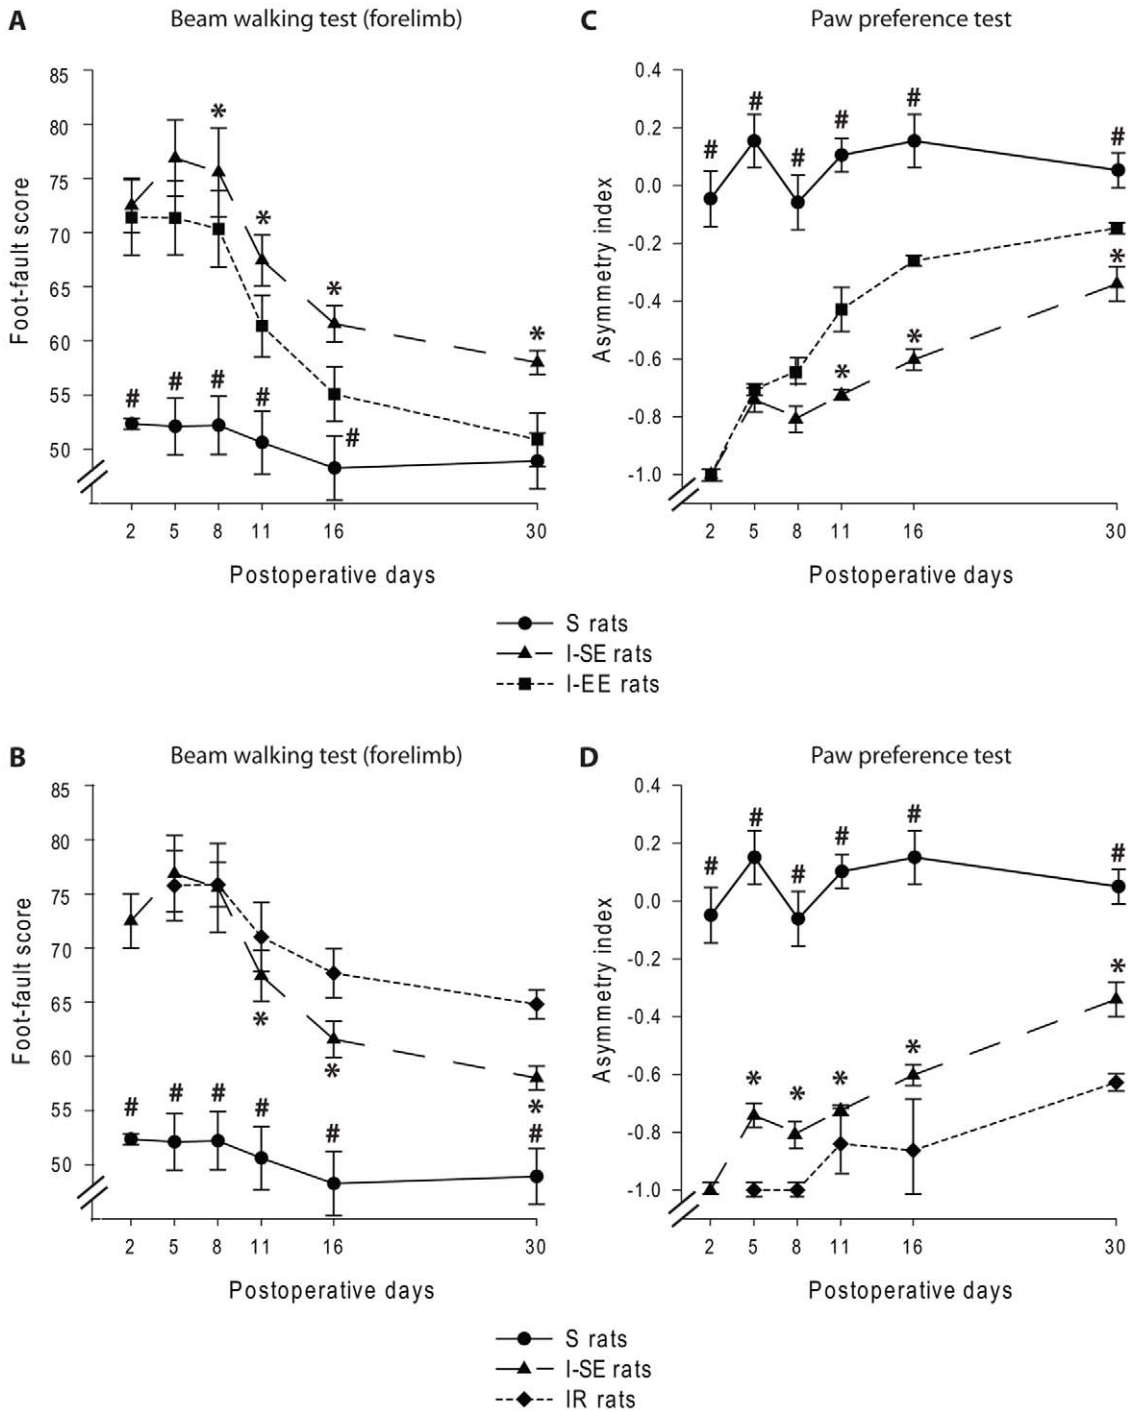 A
Beam walking test (forelimb)
Foot-fault score
85
80
75
70
65
60
55
50
*
*
*
*
#
#
#
#
#
2 5 8 11 16 30
Postoperative days
C
Paw preference test
Asymmetry index
0.4
0.2
0.0
-0.2
-0.4
-0.6
-0.8
-1.0
#
#
#
#
#
#
*
*
*
2 5 8 11 16 30
Postoperative days
S rats
I-SE rats
I-EE rats
B
Beam walking test (forelimb)
Foot-fault score
85
80
75
70
65
60
55
50
*
*
*
#
#
#
#
#
#
2 5 8 11 16 30
Postoperative days
D
Paw preference test
Asymmetry index
0.4
0.2
0.0
-0.2
-0.4
-0.6
-0.8
-1.0
#
#
#
#
#
#
*
*
*
*
*
2 5 8 11 16 30
Postoperative days
S rats
I-SE rats
IR rats